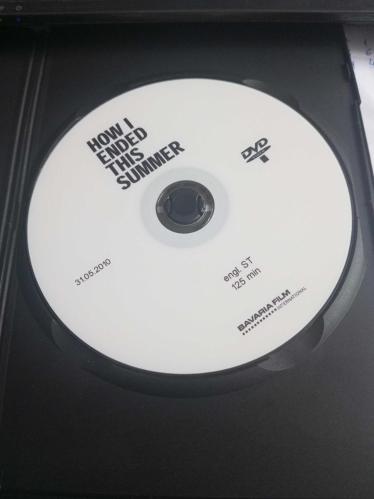 HOW I
ENDED
THIS
SUMMER
DVD
31.05.2010
engl. ST
125 min
BAVARIA FILM
INTERNATIONAL